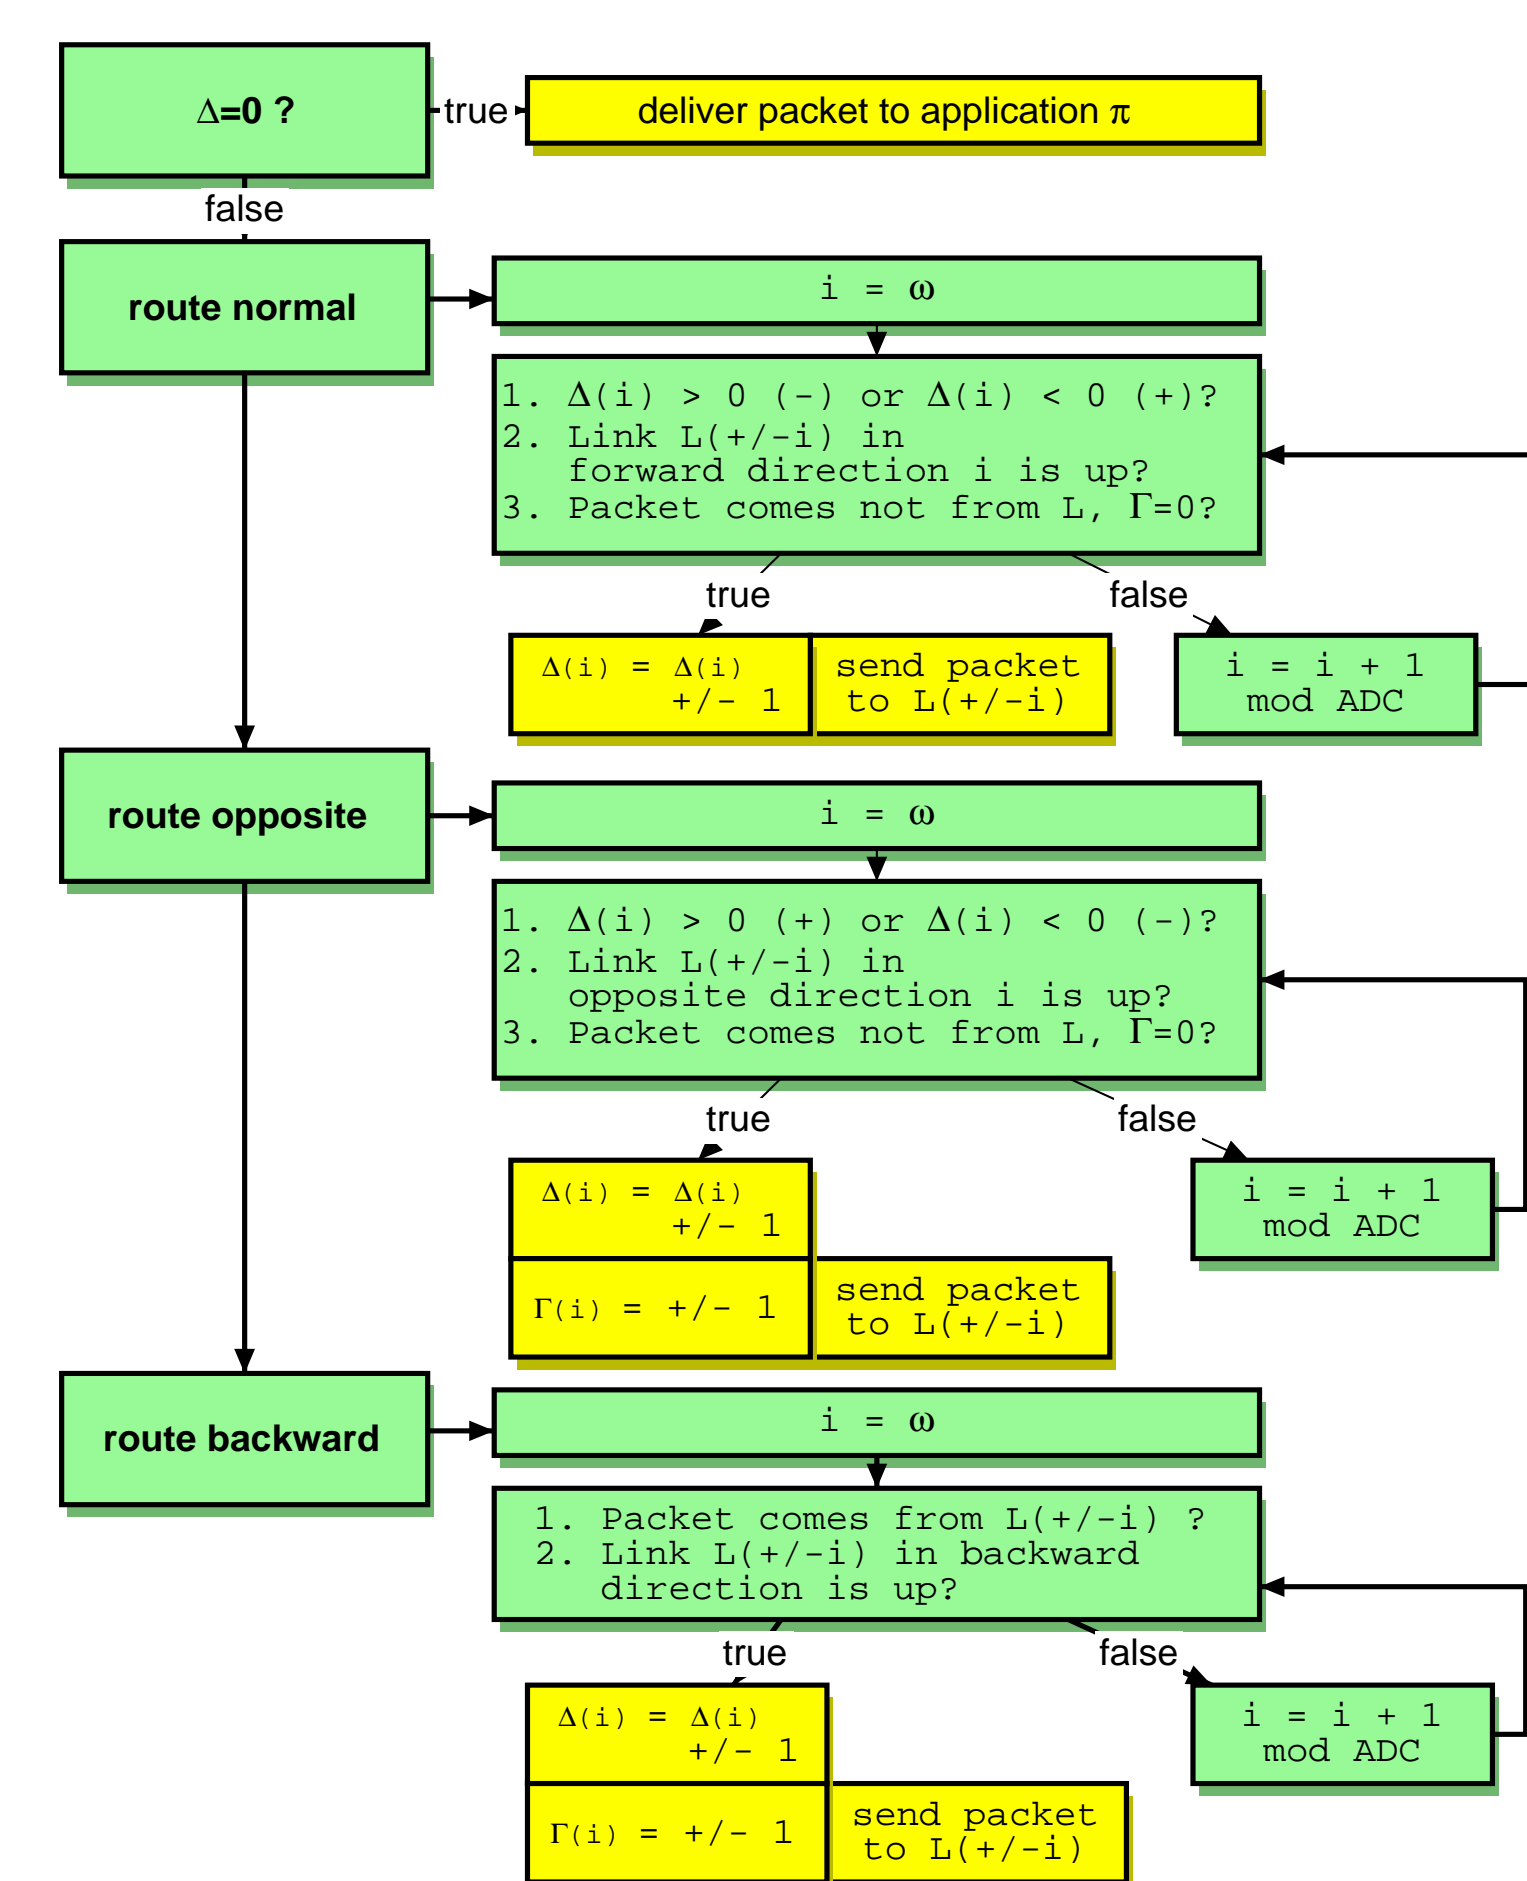 Δ=0 ?
true
deliver packet to application π
false
route normal
i = ω
1. Δ(i) > 0 (-) or Δ(i) < 0 (+)?
2. Link L(+/-i) in
forward direction i is up?
3. Packet comes not from L, Γ=0?
true
false
Δ(i) = Δ(i)
+/- 1
send packet
to L(+/-i)
i = i + 1
mod ADC
route opposite
i = ω
1. Δ(i) > 0 (+) or Δ(i) < 0 (-)?
2. Link L(+/-i) in
opposite direction i is up?
3. Packet comes not from L, Γ=0?
true
false
Δ(i) = Δ(i)
+/- 1
i = i + 1
mod ADC
Γ(i) = +/- 1
send packet
to L(+/-i)
route backward
i = ω
1. Packet comes from L(+/-i) ?
2. Link L(+/-i) in backward
direction is up?
true
false
Δ(i) = Δ(i)
+/- 1
i = i + 1
mod ADC
Γ(i) = +/- 1
send packet
to L(+/-i)